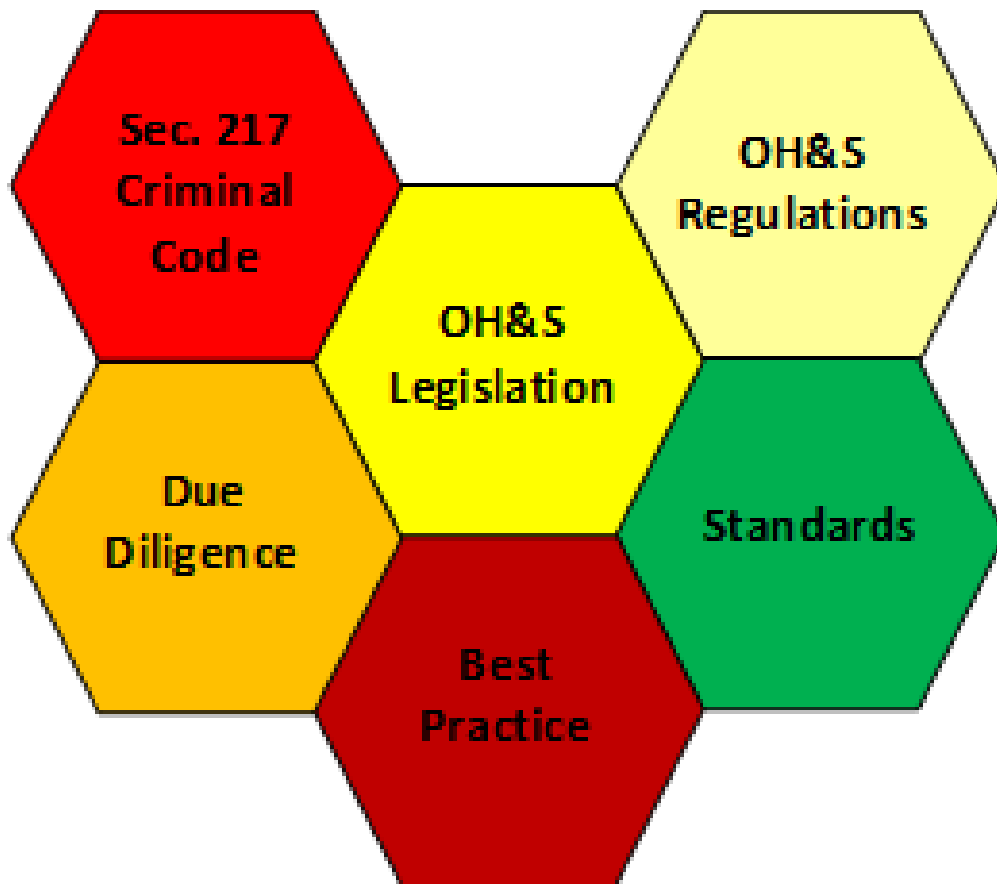 Sec. 217
Criminal
Code
OH&S
Regulations
OH&S
Legislation
Due
Diligence
Standards
Best
Practice